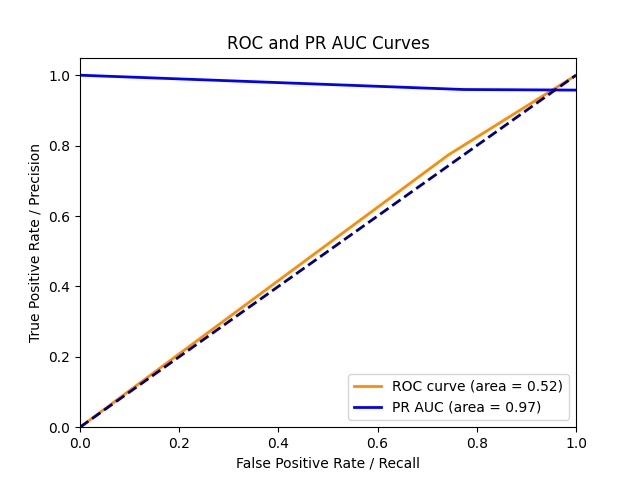 ROC and PR AUC Curves
True Positive Rate / Precision
1.0
0.8
0.6
0.4
0.2
0.0
0.0 0.2 0.4 0.6 0.8 1.0
False Positive Rate / Recall
ROC curve (area = 0.52)
PR AUC (area = 0.97)